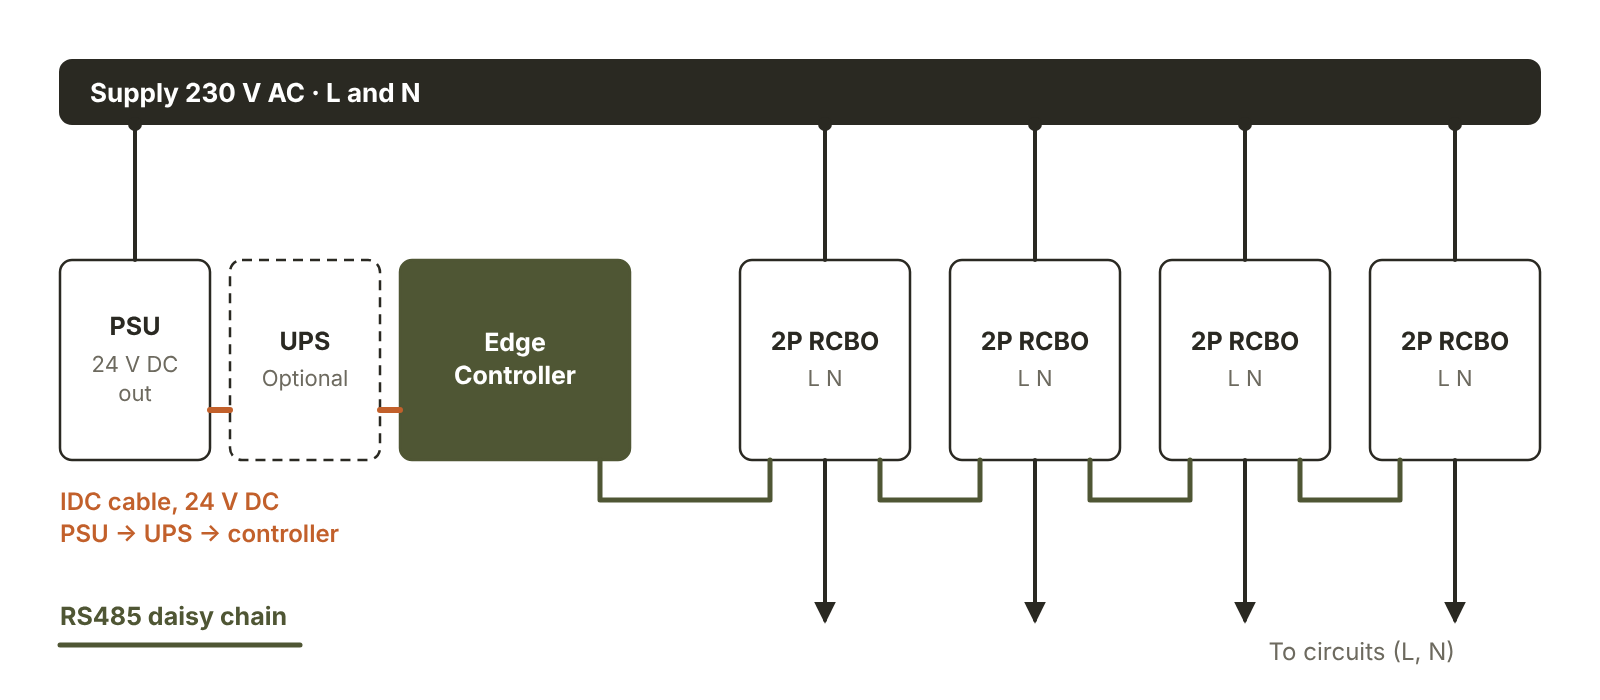 Supply 230 V AC · L and N
PSU
24 V DC
out
UPS
Optional
Edge
Controller
2P RCBO
L N
2P RCBO
L N
2P RCBO
L N
2P RCBO
L N
IDC cable, 24 V DC
PSU → UPS → controller
RS485 daisy chain
To circuits (L, N)